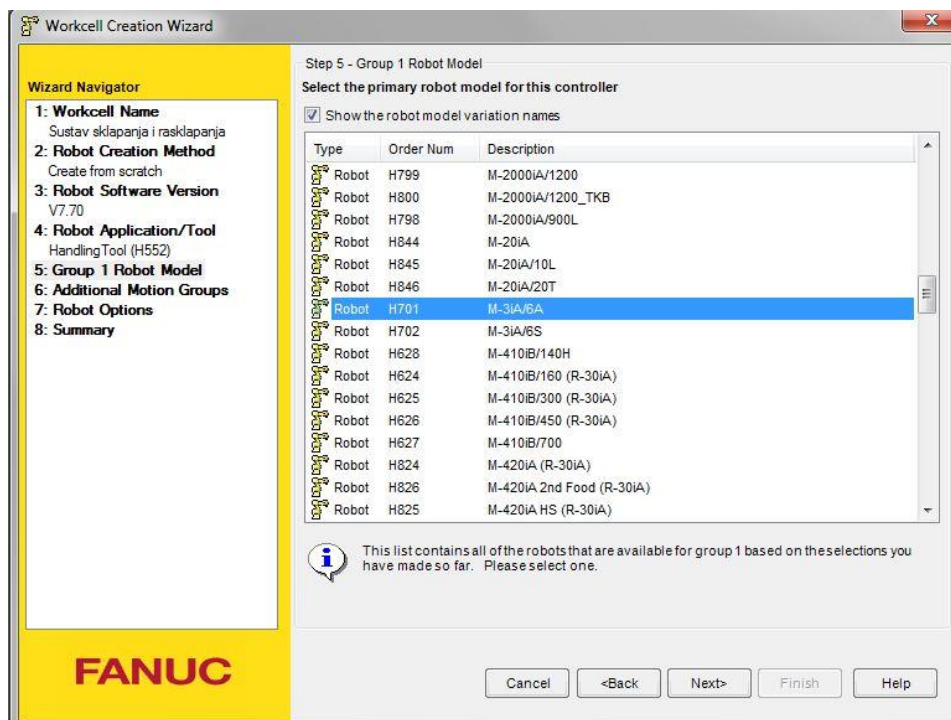 Workcell Creation Wizard
Wizard Navigator
1: Workcell Name
Sustav sklapanja i rasklapanja
2: Robot Creation Method
Create from scratch
3: Robot Software Version
V7.70
4: Robot Application/Tool
HandlingTool (H552)
5: Group 1 Robot Model
6: Additional Motion Groups
7: Robot Options
8: Summary
FANUC
Step 5 - Group 1 Robot Model
Select the primary robot model for this controller
Show the robot model variation names
Type Order Num Description
Robot H799 M-2000iA/1200
Robot H800 M-2000iA/1200_TKB
Robot H798 M-2000iA/900L
Robot H844 M-20iA
Robot H845 M-20iA/10L
Robot H846 M-20iA/20T
Robot H701 M-3iA/6A
Robot H702 M-3iA/6S
Robot H628 M-410iB/140H
Robot H624 M-410iB/160 (R-30iA)
Robot H625 M-410iB/300 (R-30iA)
Robot H626 M-410iB/450 (R-30iA)
Robot H627 M-410iB/700
Robot H824 M-420iA (R-30iA)
Robot H826 M-420iA 2nd Food (R-30iA)
Robot H825 M-420iA HS (R-30iA)
This list contains all of the robots that are available for group 1 based on the selections you
have made so far. Please select one.
Cancel <Back Next> Finish Help